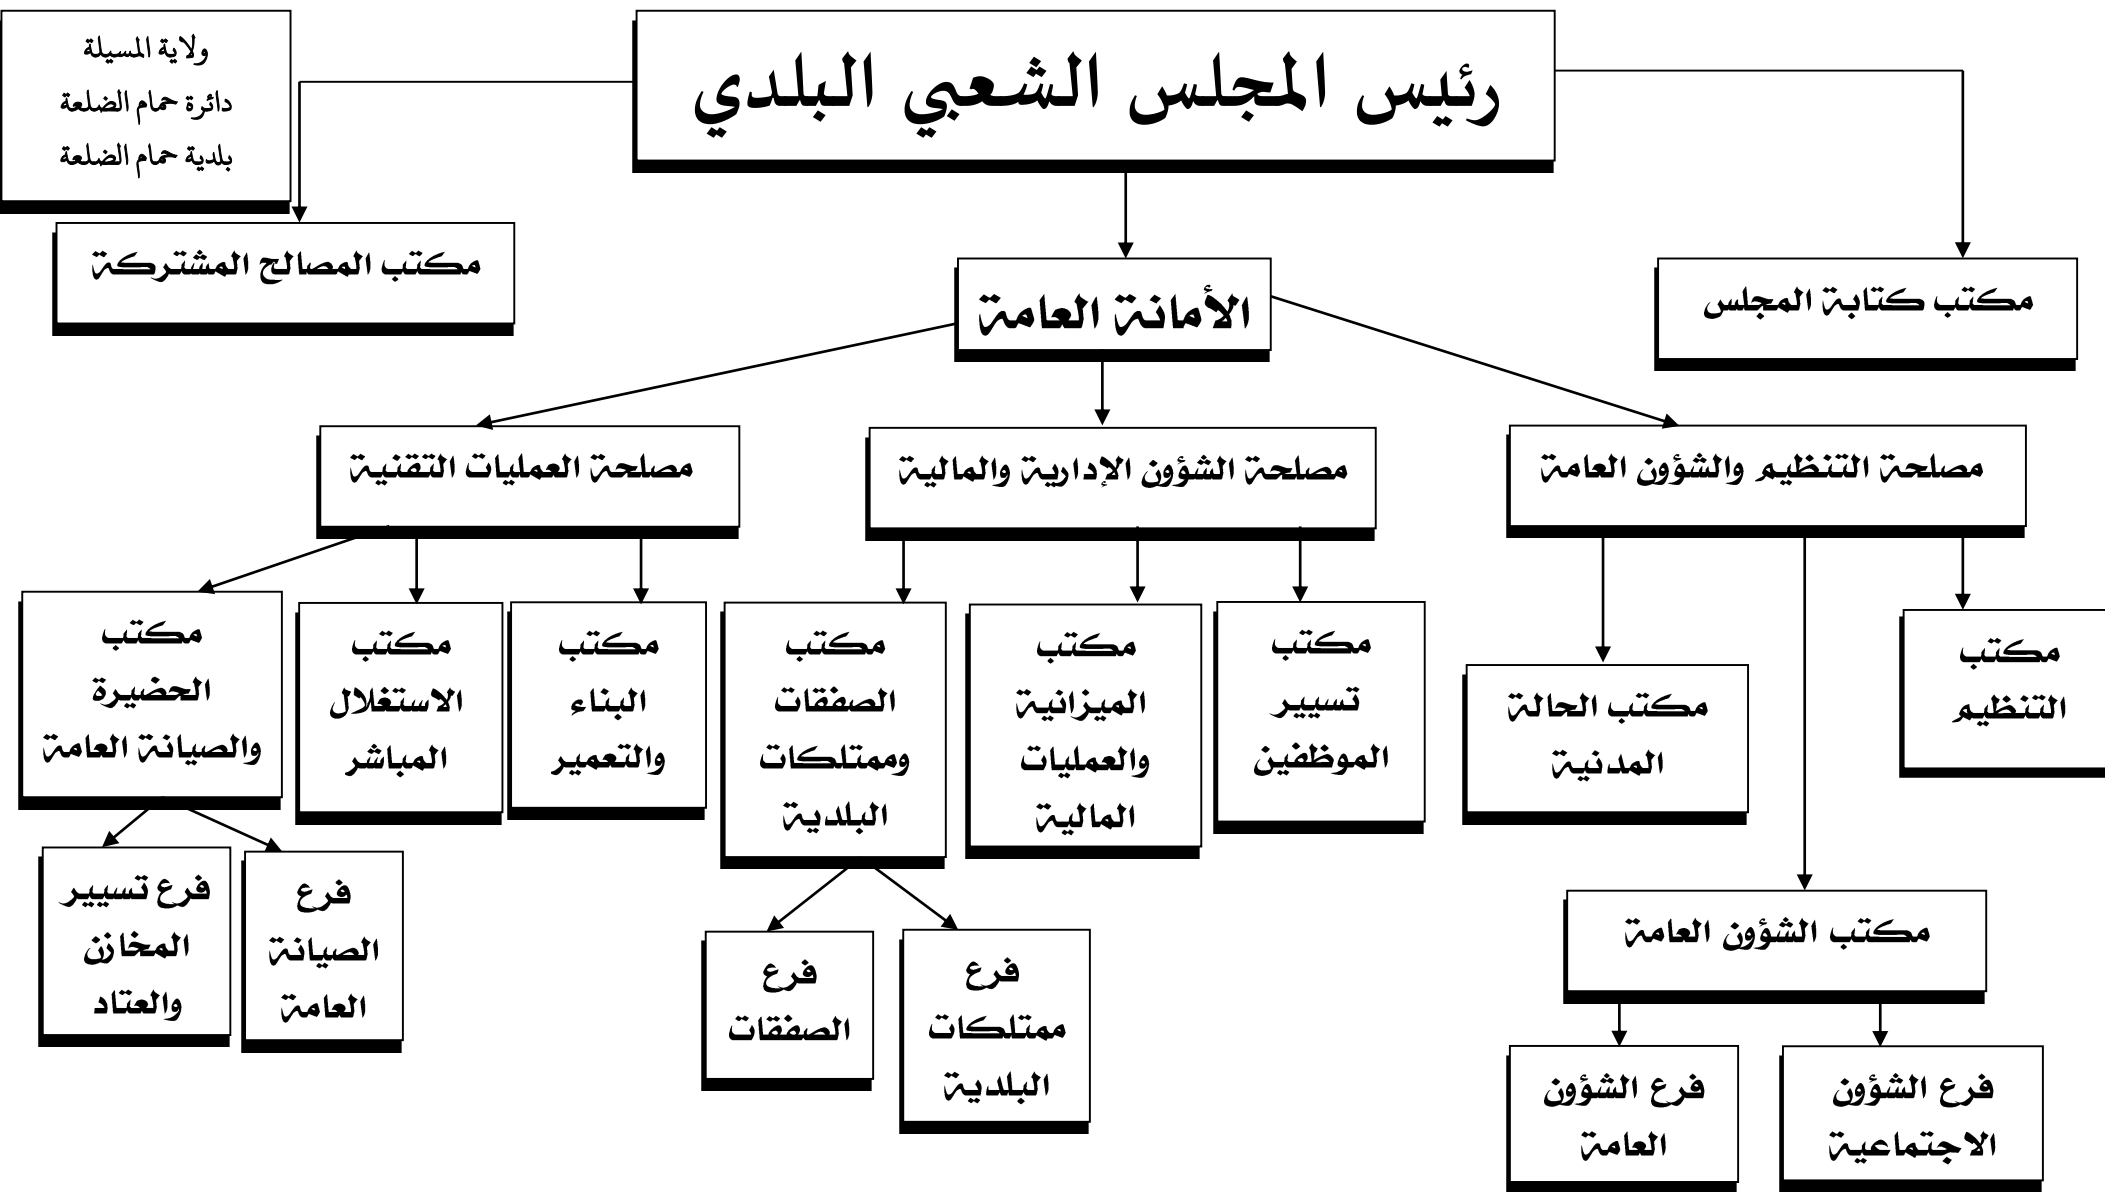 ولاية المسيلة
دائرة حمام الضلعة
بلدية حمام الضلعة
رئيس المجلس الشعبي البلدي
مكتب كتابة المجلس
الأمانة العامة
مكتب المصالح المشتركة
مصلحة التنظيم والشؤون العامة
مصلحة الشؤون الإدارية والمالية
مصلحة العمليات التقنية
مكتب
التنظيم
مكتب الحالة
المدنية
مكتب
تسيير
الموظفين
مكتب
الميزانية
والعمليات
المالية
مكتب
الصفقات
وممتلكات
البلدية
مكتب
البناء
والتعمير
مكتب
الاستغلال
المباشر
مكتب
الحضيرة
والصيانة العامة
مكتب الشؤون العامة
فرع
ممتلكات
البلدية
فرع
الصفقات
فرع
الصيانة
العامة
فرع تسيير
المخازن
والعتاد
فرع الشؤون
الاجتماعية
فرع الشؤون
العامة